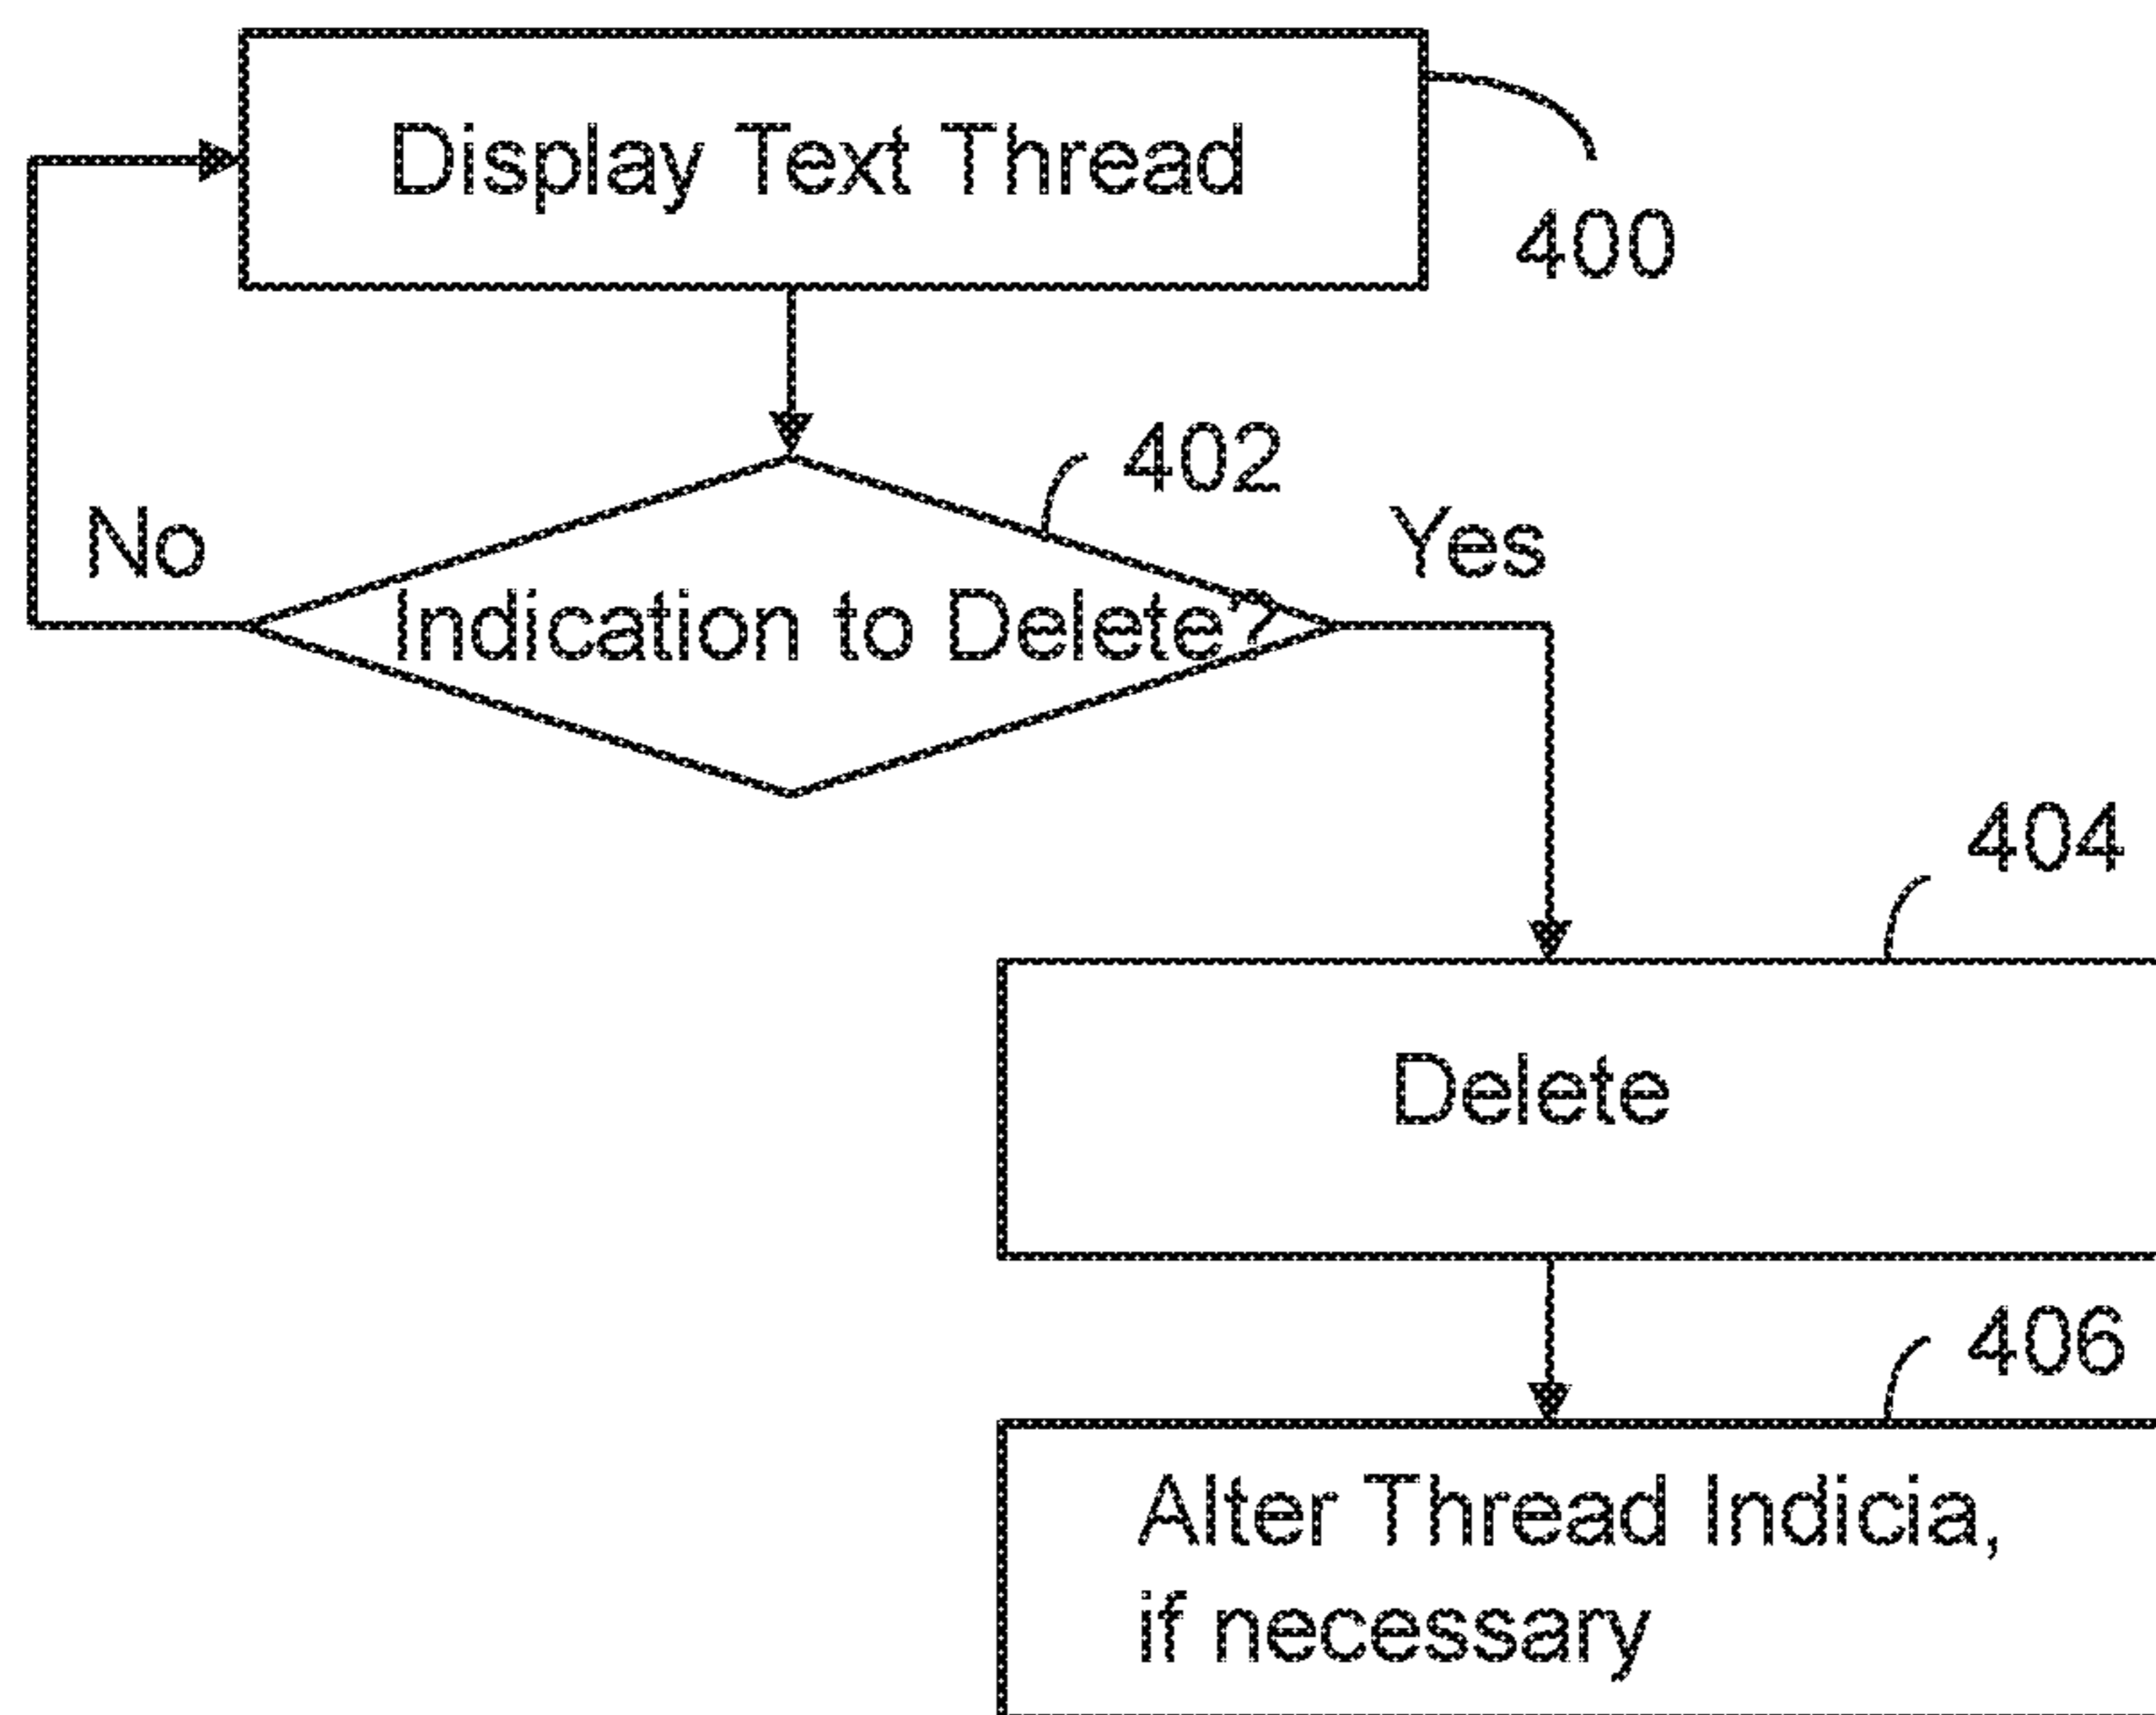 Display Text Thread
400
402
No
Yes
Indication to Delete?
404
Delete
406
Alter Thread Indicia,
if necessary